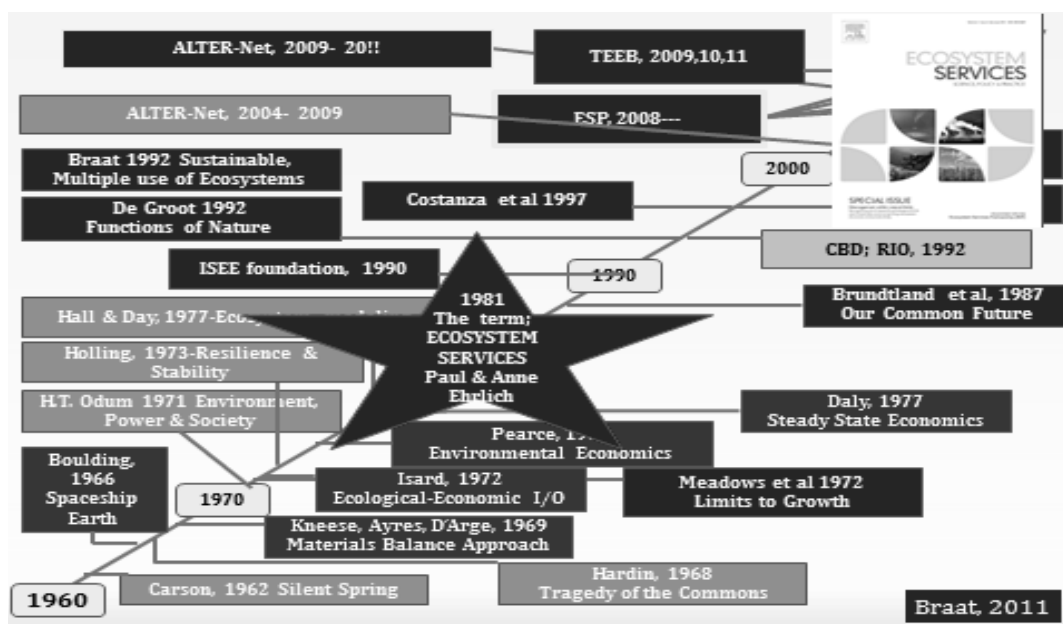 ALTER-Net, 2009- 20!!
TEEB, 2009,10,11
ECOSYSTEM
SERVICES
ALTER-Net, 2004- 2009
ESP, 2008---
Braat 1992 Sustainable,
Multiple use of Ecosystems
2000
De Groot 1992
Functions of Nature
Costanza et al 1997
SPECIAL ISSUE
CBD; RIO, 1992
ISEE foundation, 1990
1990
Brundtland et al, 1987
Our Common Future
Hall & Day, 1977-
1981
The term;
ECOSYSTEM
SERVICES
Paul & Anne
Ehrlich
Holling, 1973-Resilience &
Stability
H.T. Odum 1971 Environment,
Power & Society
Daly, 1977
Steady State Economics
Pearce,
Environmental Economics
Boulding,
1966
Spaceship
Earth
1970
Isard, 1972
Ecological-Economic I/O
Meadows et al 1972
Limits to Growth
Kneese, Ayres, D'Arge, 1969
Materials Balance Approach
1960
Carson, 1962 Silent Spring
Hardin, 1968
Tragedy of the Commons
Braat, 2011